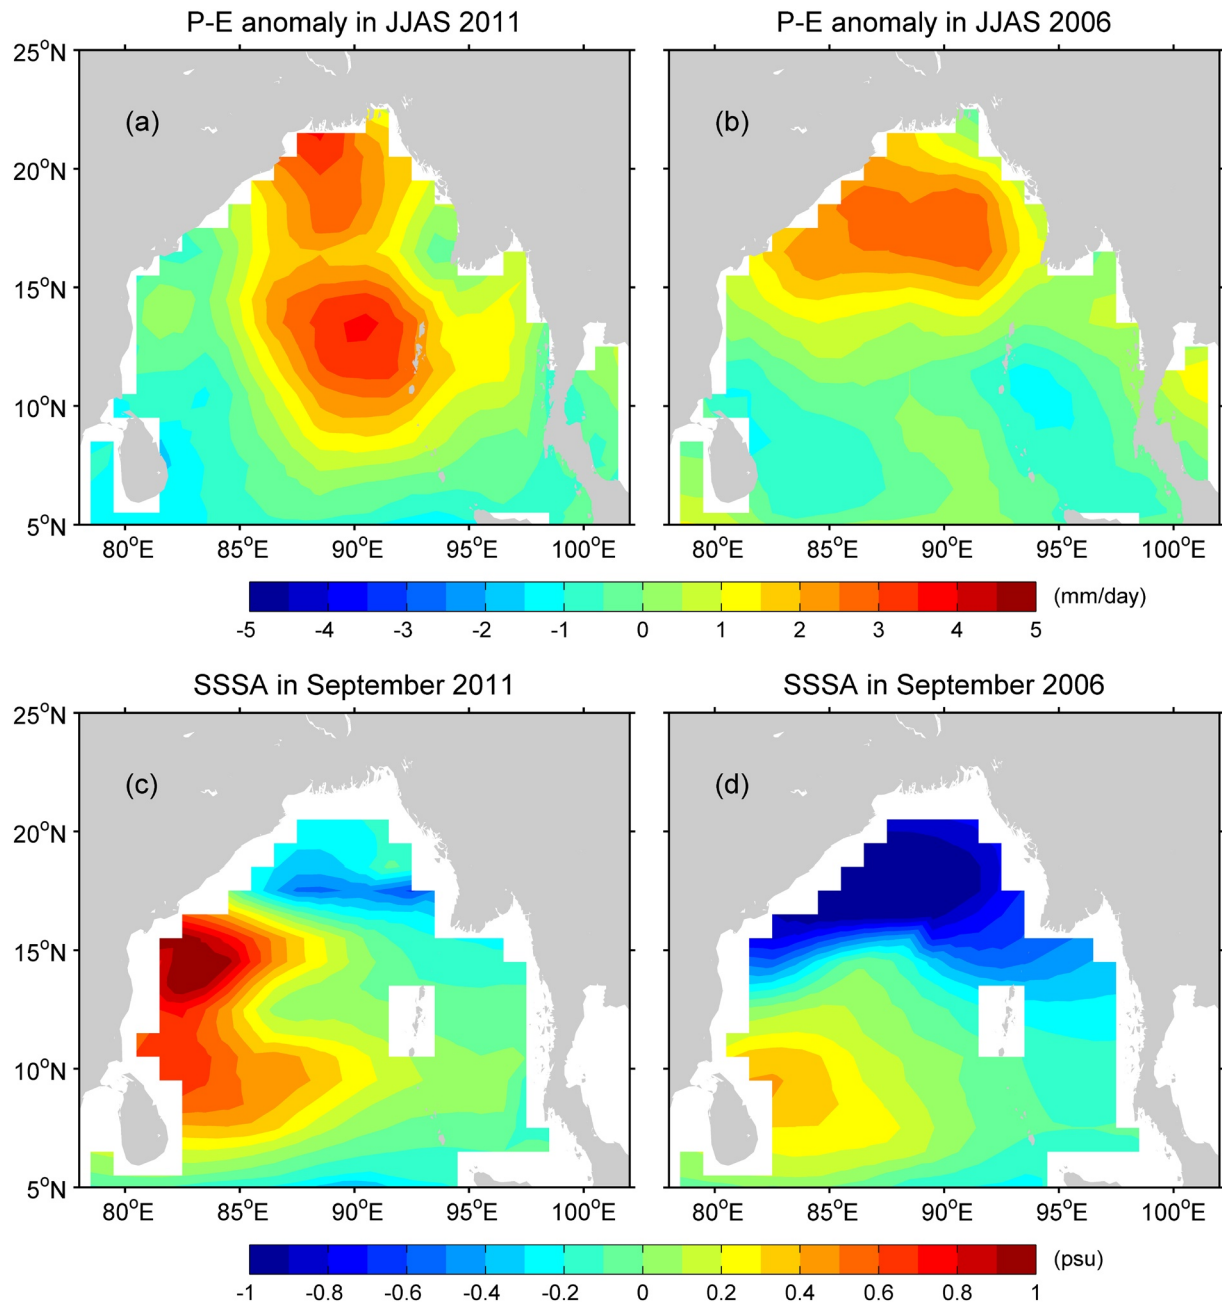 P-E anomaly in JJAS 2011
P-E anomaly in JJAS 2006
25°N
20°N
15°N
10°N
5°N
(a)
(b)
80°E 85°E 90°E 95°E 100°E
80°E 85°E 90°E 95°E 100°E
-5 -4 -3 -2 -1 0 1 2 3 4 5
(mm/day)
SSSA in September 2011
SSSA in September 2006
25°N
20°N
15°N
10°N
5°N
(c)
(d)
80°E 85°E 90°E 95°E 100°E
80°E 85°E 90°E 95°E 100°E
-1 -0.8 -0.6 -0.4 -0.2 0 0.2 0.4 0.6 0.8 1
(psu)